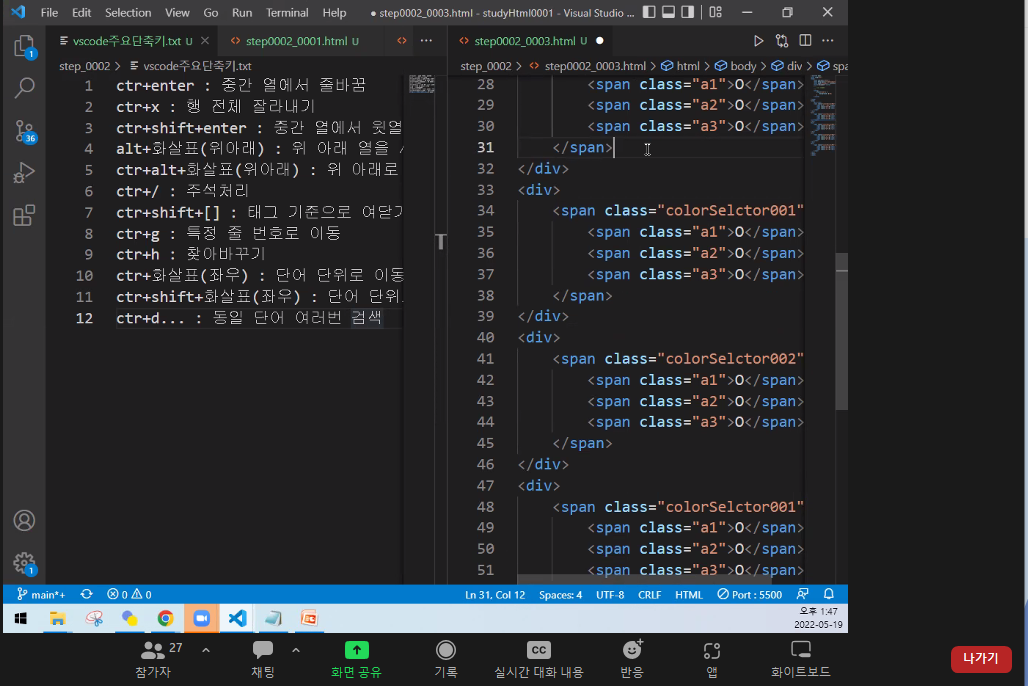 File Edit Selection View Go Run Terminal Help ● step0002_0003.html - studyHtml0001 - Visual Studio ...
vscode주요단축키.txt U × <> step0002_0001.html U <> ···
<> step0002_0003.html U ●
step_0002 > vscode주요단축키.txt
step_0002 > <> step0002_0003.html > html > body > div > spa
1 ctr+enter : 중간 열에서 줄바꿈
2 ctr+x : 행 전체 잘라내기
3 ctr+shift+enter : 중간 열에서 윗열
4 alt+화살표(위아래) : 위 아래 열을
5 ctr+alt+화살표(위아래) : 위 아래로
6 ctr+/ : 주석처리
7 ctr+shift+[] : 태그 기준으로 여닫기
8 ctr+g : 특정 줄 번호로 이동
9 ctr+h : 찾아바꾸기
10 ctr+화살표(좌우) : 단어 단위로 이동
11 ctr+shift+화살표(좌우) : 단어 단위
12 ctr+d... : 동일 단어 여러번 검색
28 <span class="a1">O</span>
29 <span class="a2">O</span>
30 <span class="a3">O</span>
31 </span>
32 </div>
33 <div>
34 <span class="colorSelctor001"
35 <span class="a1">O</span>
36 <span class="a2">O</span>
37 <span class="a3">O</span>
38 </span>
39 </div>
40 <div>
41 <span class="colorSelctor002"
42 <span class="a1">O</span>
43 <span class="a2">O</span>
44 <span class="a3">O</span>
45 </span>
46 </div>
47 <div>
48 <span class="colorSelctor001"
49 <span class="a1">O</span>
50 <span class="a2">O</span>
51 <span class="a3">O</span>
1
36
1
main+ 0 0 Ln 31, Col 12 Spaces: 4 UTF-8 CRLF HTML Port : 5500
오후 1:47
2022-05-19
27
CC
참가자 채팅 화면 공유 기록 실시간 대화 내용 반응 앱 화이트보드
나가기